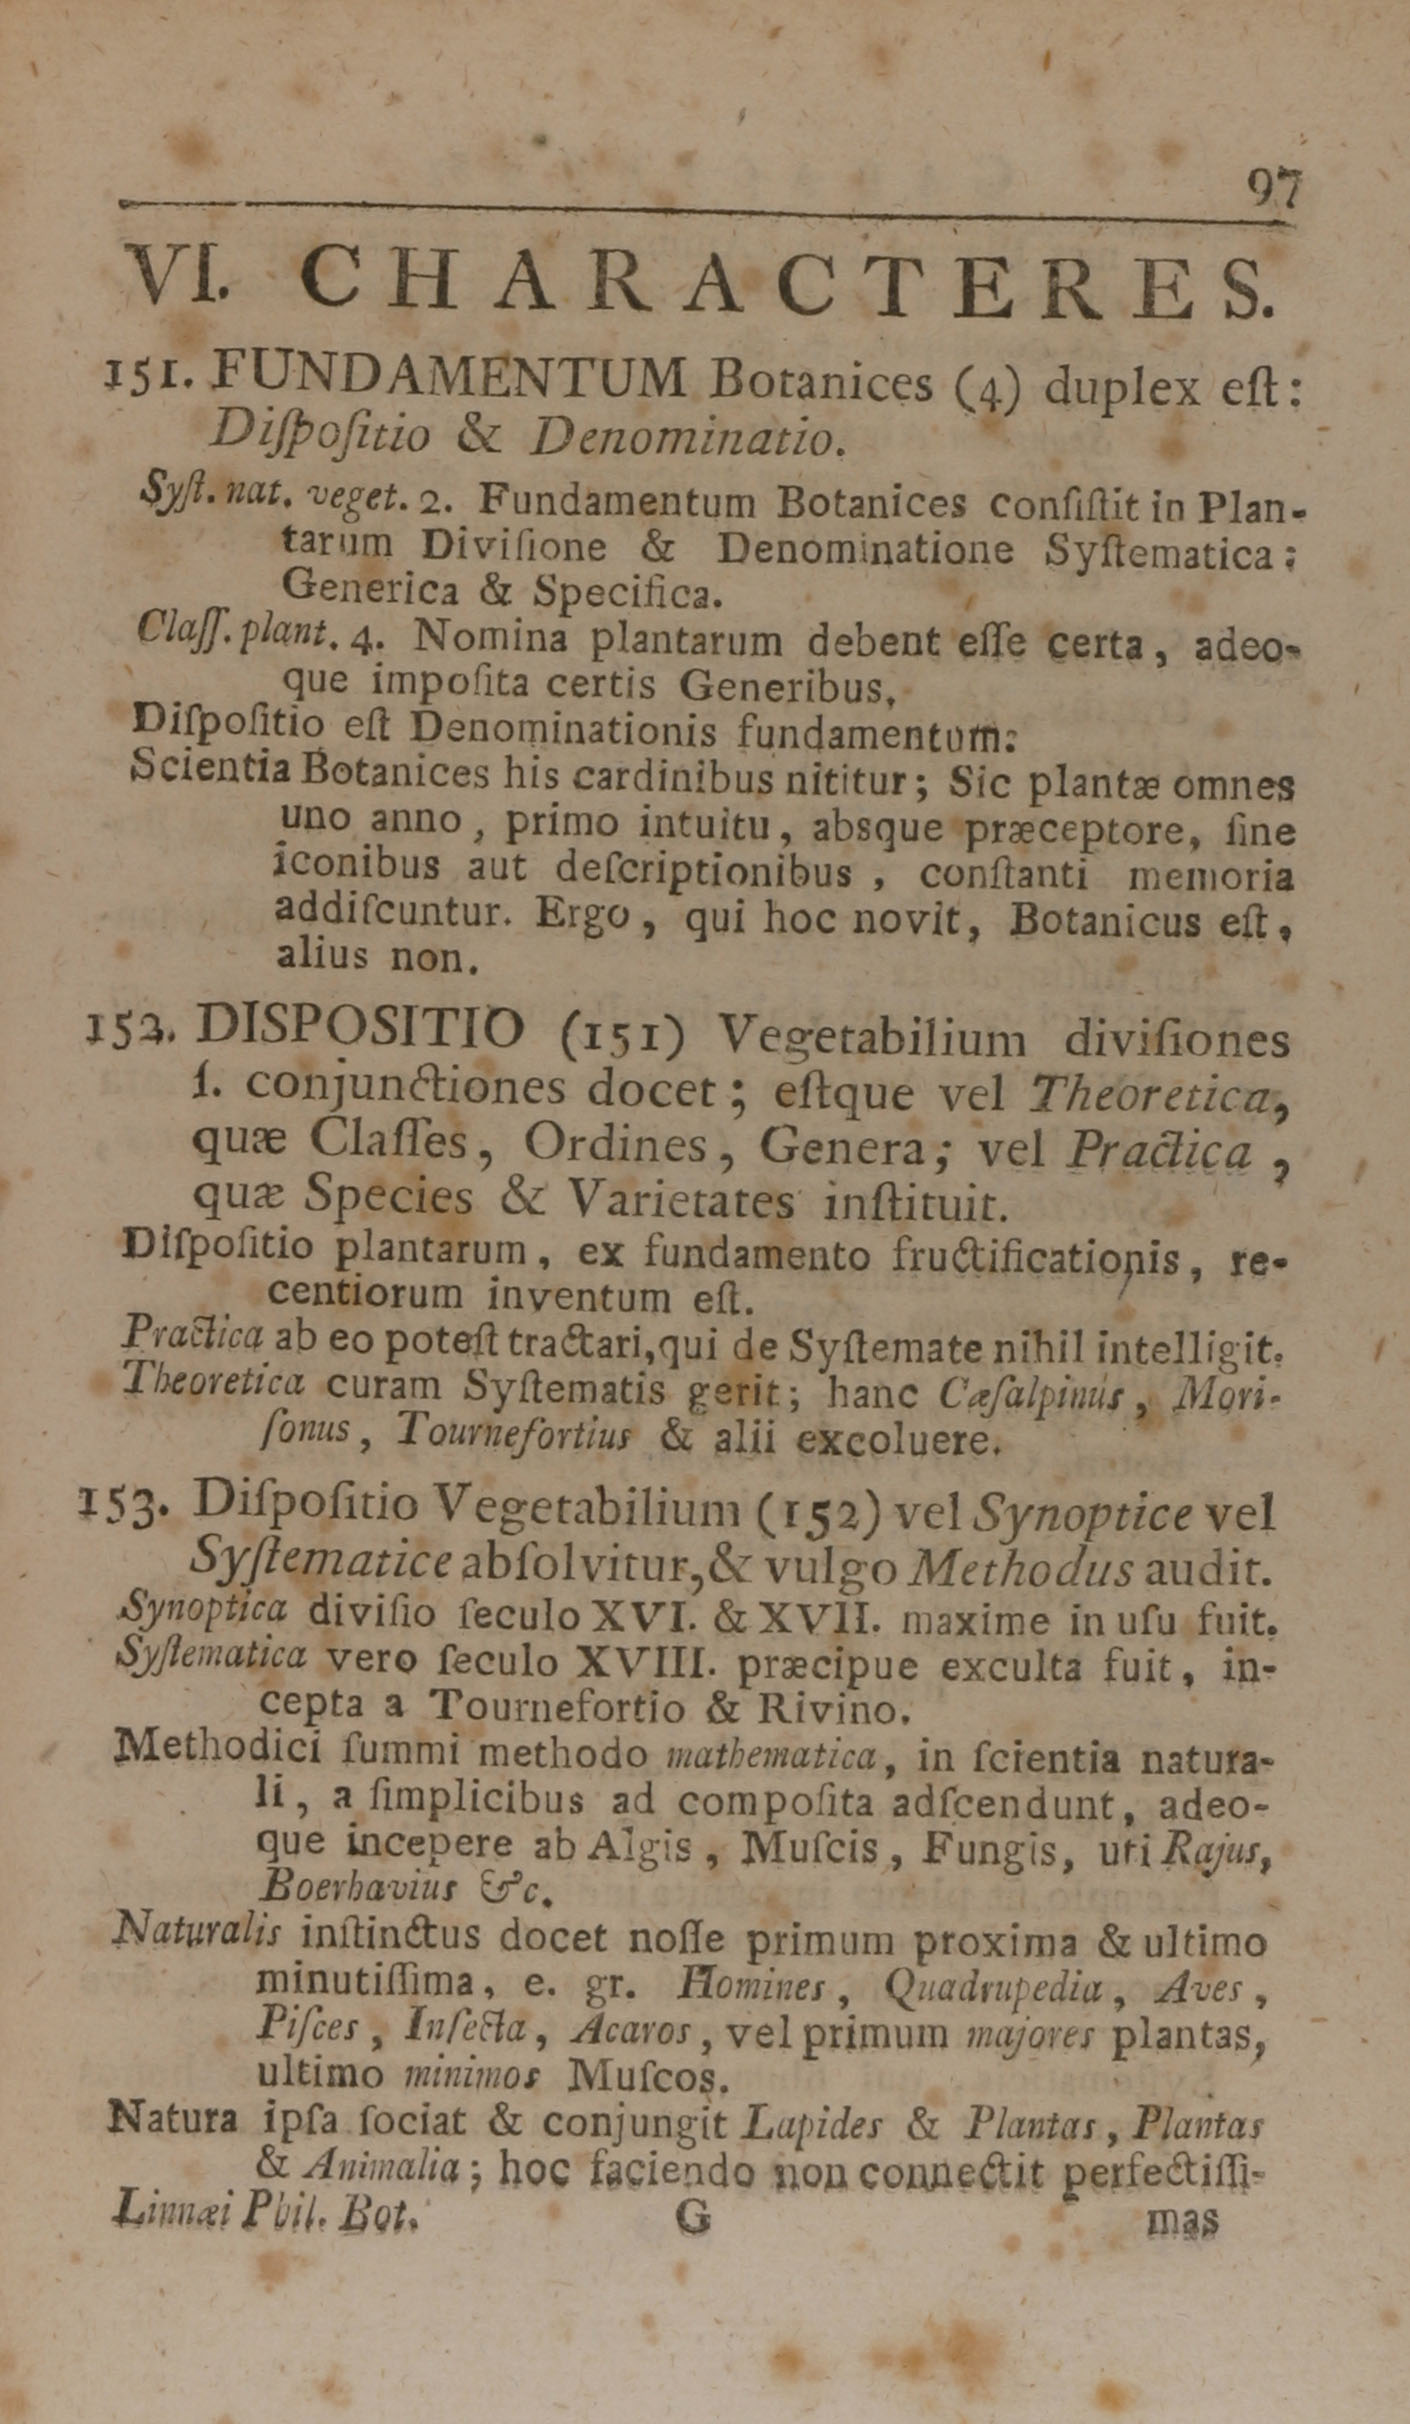 97
VI. CHARACTERES.
151. FUNDAMENTUM Botanices (4) duplex eſt:
Diſpoſitio & Denominatio.
Syſt. nat. veget. 2. Fundamentum Botanices conſiſtit in Plan-
tarum Diviſione & Denominatione Syſtematica;
Generica & Specifica.
Claſſ. plant. 4. Nomina plantarum debent eſſe certa, adeo-
que impoſita certis Generibus.
Diſpoſitio eſt Denominationis fundamentum:
Scientia Botanices his cardinibus nititur; Sic plantæ omnes
uno anno, primo intuitu, absque præceptore, ſine
iconibus aut deſcriptionibus, conſtanti memoria
addiſcuntur. Ergo, qui hoc novit, Botanicus eſt,
alius non.
152. DISPOSITIO (151) Vegetabilium diviſiones
ſ. conjunctiones docet; eſtque vel Theoretica,
quæ Claſſes, Ordines, Genera; vel Practica,
quæ Species & Varietates inſtituit.
Diſpoſitio plantarum, ex fundamento fructificationis, re-
centiorum inventum eſt.
Practica ab eo poteſt tractari, qui de Syſtemate nihil intelligit.
Theoretica curam Syſtematis gerit; hanc Cæſalpinus, Mori-
ſonus, Tournefortius & alii excoluere.
153. Diſpoſitio Vegetabilium (152) vel Synoptice vel
Syſtematice abſolvitur, & vulgo Methodus audit.
Synoptica diviſio ſeculo XVI. & XVII. maxime in uſu fuit.
Syſtematica vero ſeculo XVIII. præcipue exculta fuit, in-
cepta a Tournefortio & Rivino.
Methodici ſummi methodo mathematica, in ſcientia natura-
li, a ſimplicibus ad compoſita adſcendunt, adeo-
que incepere ab Algis, Muſcis, Fungis, uti Rajus,
Boerhavius &c.
Naturalis inſtinctus docet noſſe primum proxima & ultimo
minutiſſima, e. gr. Homines, Quadrupedia, Aves,
Piſces, Inſecta, Acaros, vel primum majores plantas,
ultimo minimos Muſcos.
Natura ipſa ſociat & conjungit Lapides & Plantas, Plantas
& Animalia; hoc faciendo non connectit perfectiſſi-
Linnæi Phil. Bot. G mas